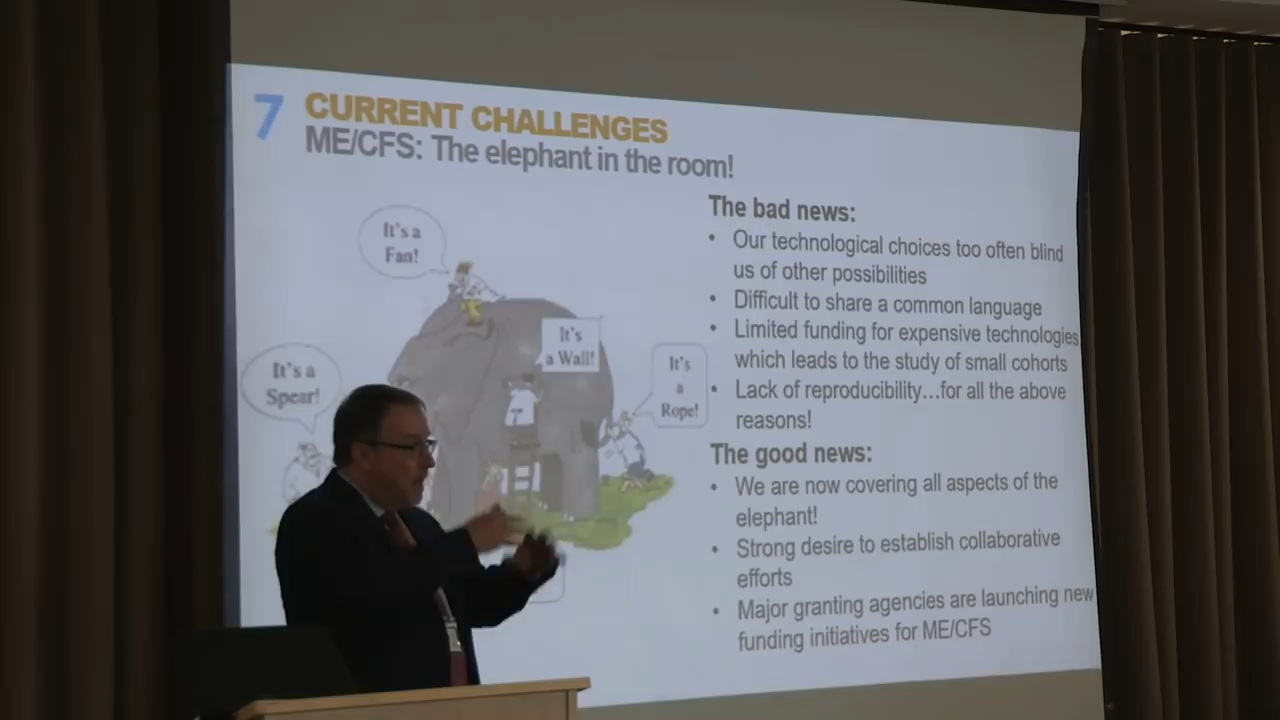 7 CURRENT CHALLENGES
ME/CFS: The elephant in the room!
It's a
Fan!
It's a
Spear!
It's
a Wall!
It's
a
Rope!
The bad news:
• Our technological choices too often blind
us of other possibilities
• Difficult to share a common language
• Limited funding for expensive technologies
which leads to the study of small cohorts
• Lack of reproducibility...for all the above
reasons!
The good news:
• We are now covering all aspects of the
elephant!
• Strong desire to establish collaborative
efforts
• Major granting agencies are launching new
funding initiatives for ME/CFS